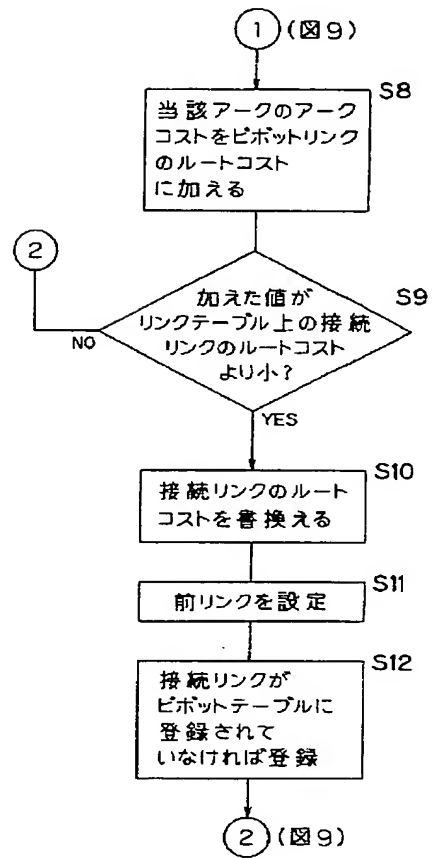 1 (図9)
S8
当該アークのアーク
コストをピボットリンク
のルートコスト
に加える
2
S9
加えた値が
リンクテーブル上の接続
リンクのルートコスト
より小?
NO
YES
S10
接続リンクのルート
コストを書換える
S11
前リンクを設定
S12
接続リンクが
ピボットテーブルに
登録されて
いなければ登録
2 (図9)